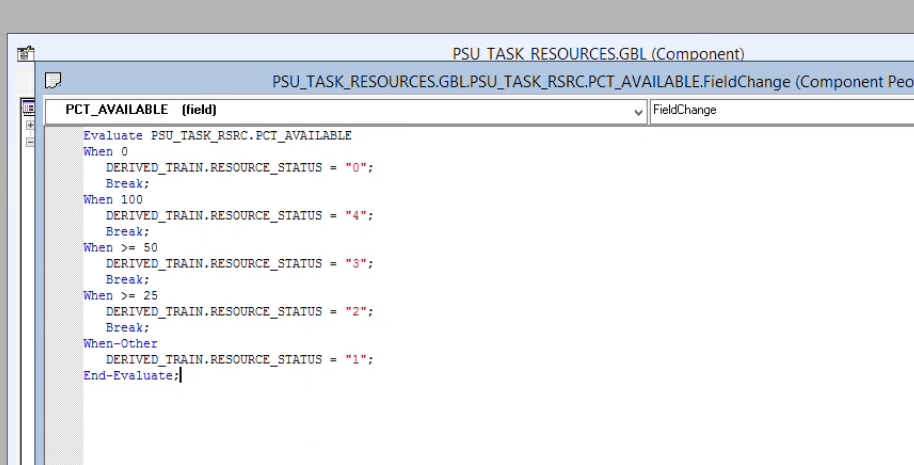 PSU_TASK_RESOURCES.GBL (Component)
PSU_TASK_RESOURCES.GBL.PSU_TASK_RSRC.PCT_AVAILABLE.FieldChange (Component Peo
PCT_AVAILABLE (field)
FieldChange
Evaluate PSU_TASK_RSRC.PCT_AVAILABLE
When 0
   DERIVED_TRAIN.RESOURCE_STATUS = "0";
   Break;
When 100
   DERIVED_TRAIN.RESOURCE_STATUS = "4";
   Break;
When >= 50
   DERIVED_TRAIN.RESOURCE_STATUS = "3";
   Break;
When >= 25
   DERIVED_TRAIN.RESOURCE_STATUS = "2";
   Break;
When-Other
   DERIVED_TRAIN.RESOURCE_STATUS = "1";
End-Evaluate;